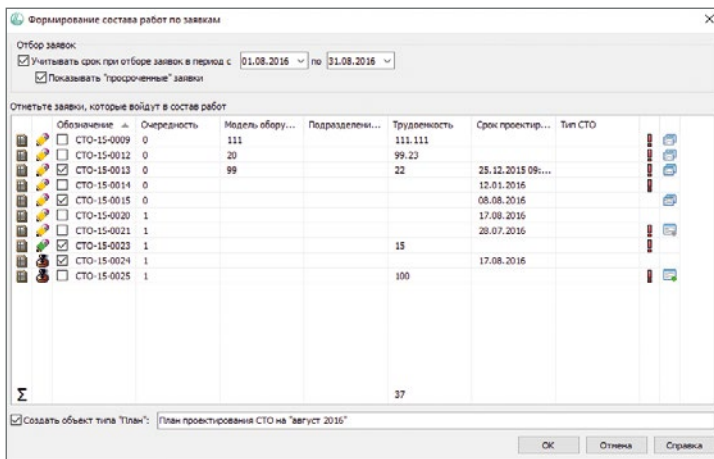 Формирование состава работ по заявкам
Отбор заявок
Учитывать срок при отборе заявок в период с 01.08.2016 по 31.08.2016
Показывать "просроченные" заявки
Отметьте заявки, которые войдут в состав работ
Обозначение Очередность Модель обору... Подразделени... Трудоемкость Срок проектир... Тип СТО
СТО-15-0009 0 111 111.111
СТО-15-0012 0 20 99.23
СТО-15-0013 0 99 22 25.12.2015 09:...
СТО-15-0014 0 12.01.2016
СТО-15-0015 0 08.08.2016
СТО-15-0020 1 17.08.2016
СТО-15-0021 1 28.07.2016
СТО-15-0023 1 15
СТО-15-0024 1 17.08.2016
СТО-15-0025 1 100
Σ 37
Создать объект типа "План": План проектирования СТО на "август 2016"
ОК Отмена Справка